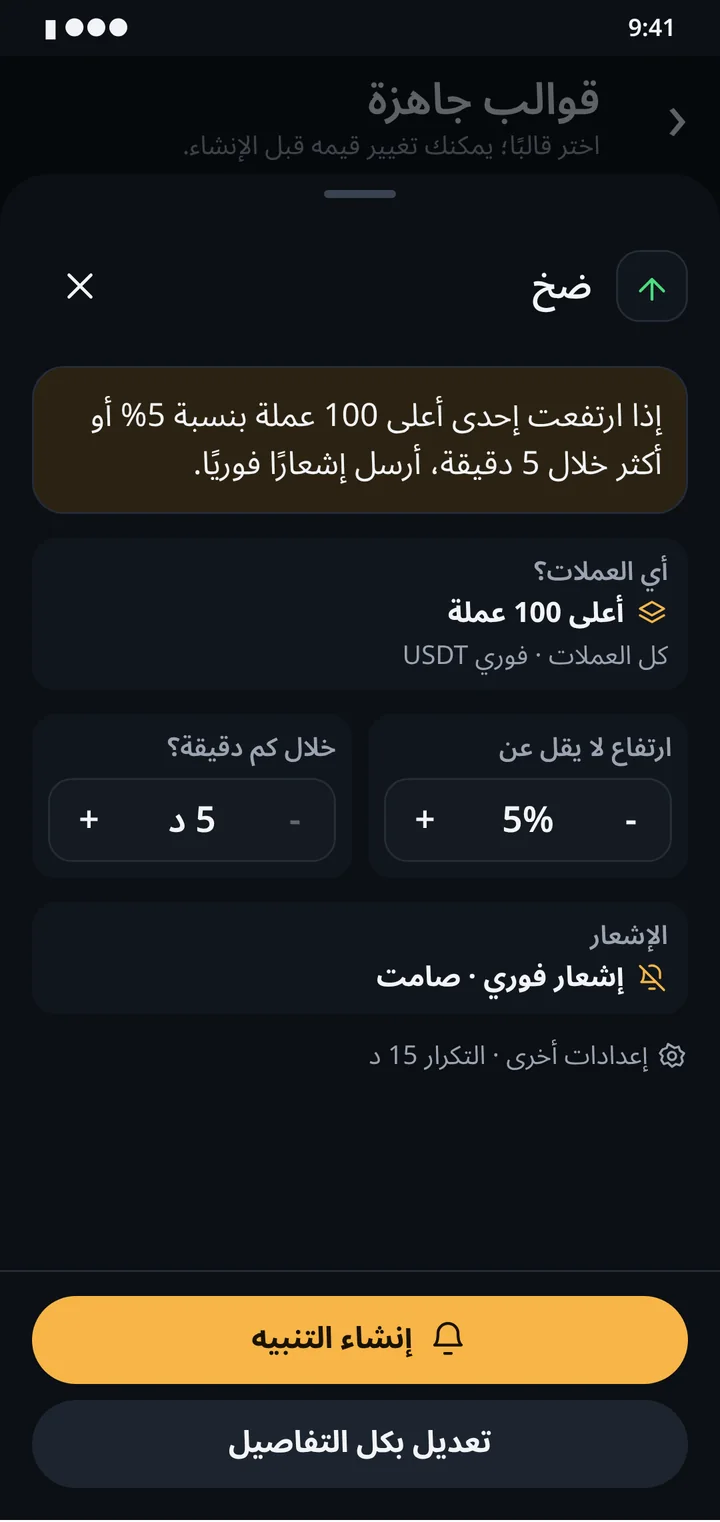 9:41
قوالب جاهزة
اختر قالبًا؛ يمكنك تغيير قيمه قبل الإنشاء.
ضخ
إذا ارتفعت إحدى أعلى 100 عملة بنسبة 5% أو
أكثر خلال 5 دقيقة، أرسل إشعارًا فوريًا.
أي العملات؟
أعلى 100 عملة
كل العملات · فوري USDT
ارتفاع لا يقل عن
- 5% +
خلال كم دقيقة؟
- 5 د +
الإشعار
إشعار فوري · صامت
إعدادات أخرى · التكرار 15 د
إنشاء التنبيه
تعديل بكل التفاصيل